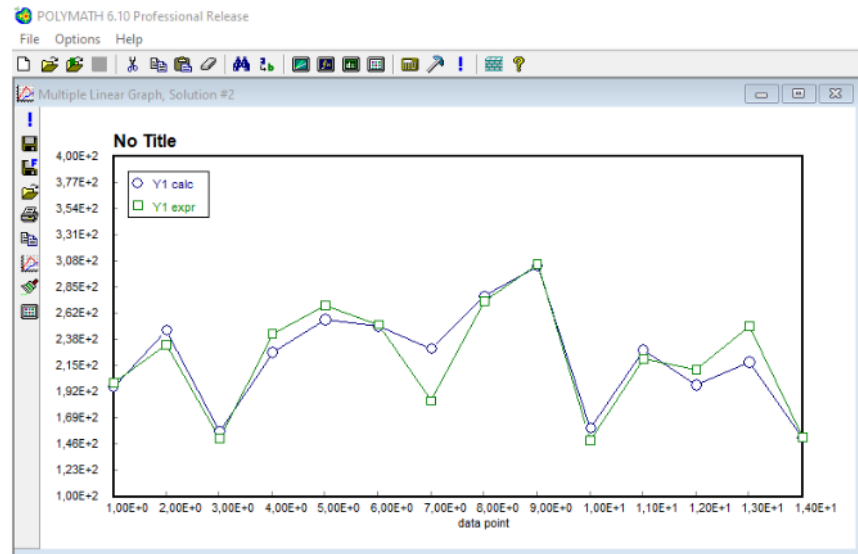 POLYMATH 6.10 Professional Release
File Options Help
Multiple Linear Graph, Solution #2
No Title
4,00E+2
3,77E+2
3,54E+2
3,31E+2
3,08E+2
2,85E+2
2,62E+2
2,38E+2
2,15E+2
1,92E+2
1,69E+2
1,46E+2
1,23E+2
1,00E+2
Y1 calc
Y1 expr
1,00E+0 2,00E+0 3,00E+0 4,00E+0 5,00E+0 6,00E+0 7,00E+0 8,00E+0 9,00E+0 1,00E+1 1,10E+1 1,20E+1 1,30E+1 1,40E+1
data point